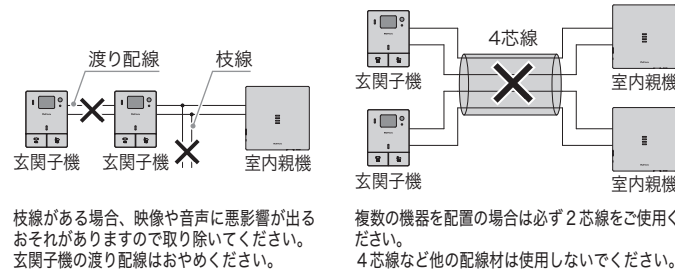 渡り配線
枝線
玄関子機
玄関子機
室内親機
枝線がある場合、映像や音声に悪影響が出る
おそれがありますので取り除いてください。
玄関子機の渡り配線はおやめください。
4芯線
玄関子機
室内親機
玄関子機
室内親機
複数の機器を配置の場合は必ず2芯線をご使用く
ださい。
4芯線など他の配線材は使用しないでください。